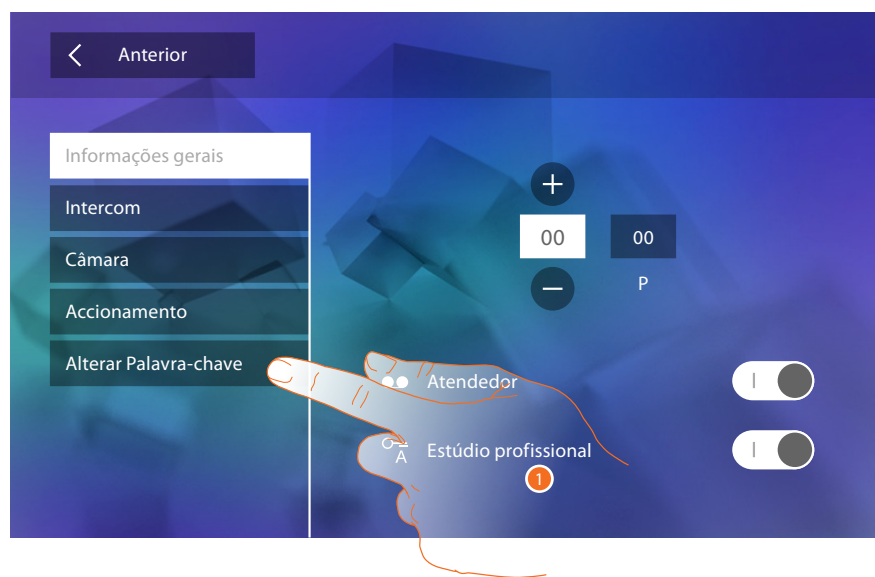 Anterior
Informações gerais
Intercom
Câmara
Accionamento
Alterar Palavra-chave
+
00
00
−
P
Atendedor
A
Estúdio profissional
1